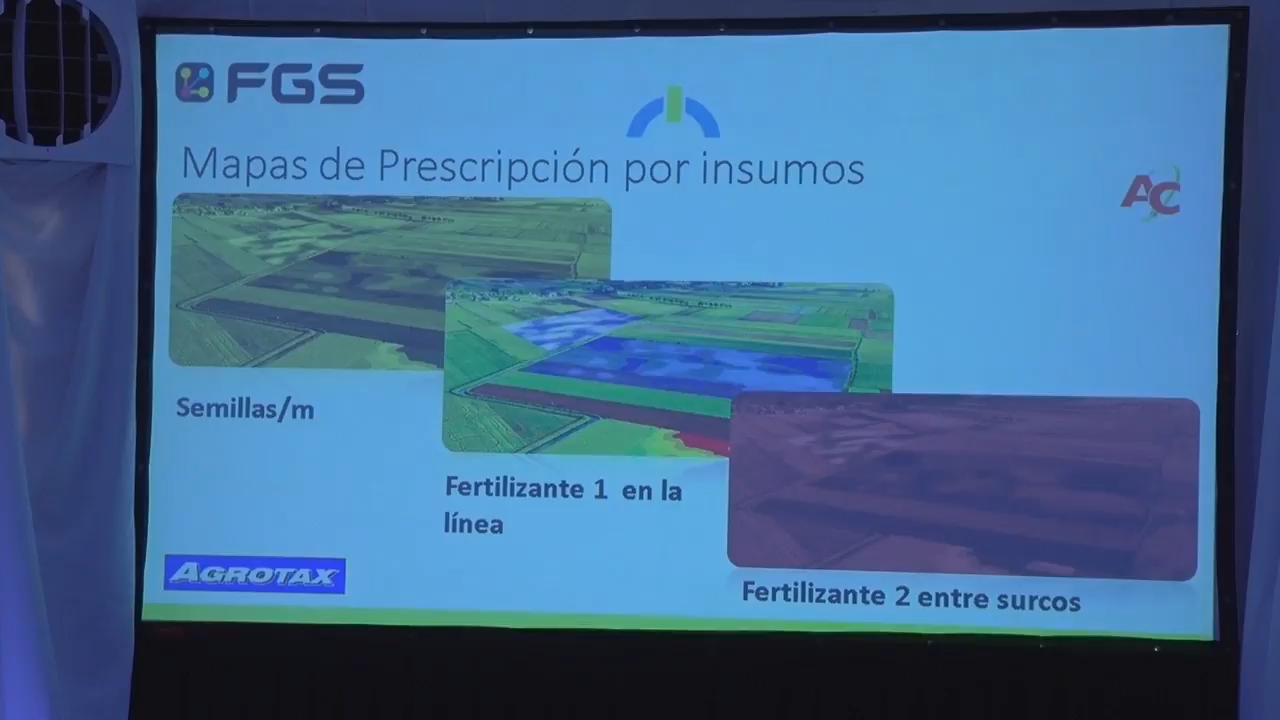 FGS
Mapas de Prescripción por insumos
AC
Semillas/m
Fertilizante 1 en la
línea
AGROTAX
Fertilizante 2 entre surcos